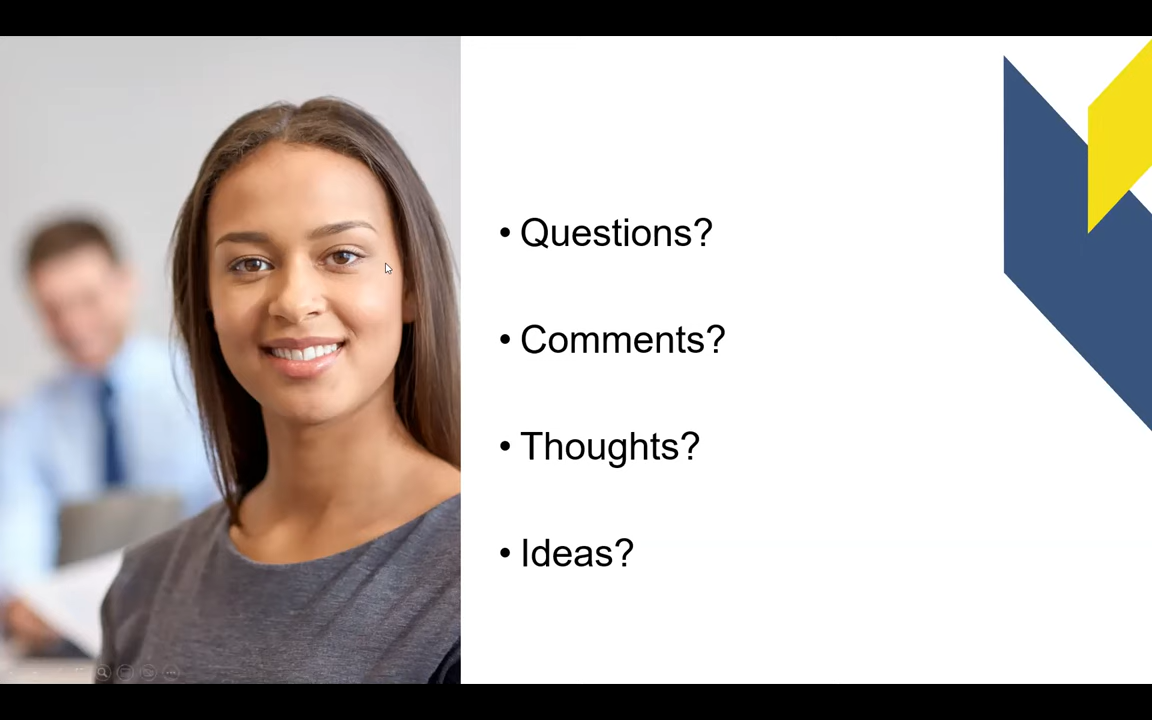 • Questions?
• Comments?
• Thoughts?
• Ideas?